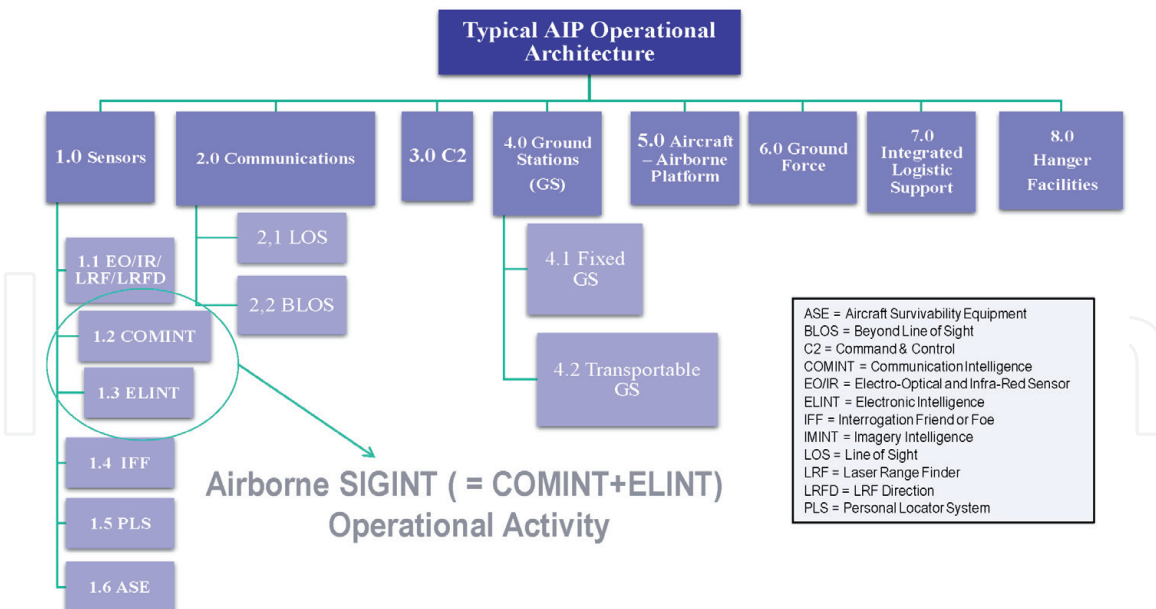 Typical AIP Operational
Architecture
1.0 Sensors
2.0 Communications
3.0 C2
4.0 Ground
Stations
(GS)
5.0 Aircraft
– Airborne
Platform
6.0 Ground
Force
7.0
Integrated
Logistic
Support
8.0
Hanger
Facilities
1.1 EO/IR/
LRF/LRFD
1.2 COMINT
1.3 ELINT
1.4 IFF
1.5 PLS
1.6 ASE
2,1 LOS
2,2 BLOS
4.1 Fixed
GS
4.2 Transportable
GS
Airborne SIGINT ( = COMINT+ELINT)
Operational Activity
ASE = Aircraft Survivability Equipment
BLOS = Beyond Line of Sight
C2 = Command & Control
COMINT = Communication Intelligence
EO/IR = Electro-Optical and Infra-Red Sensor
ELINT = Electronic Intelligence
IFF = Interrogation Friend or Foe
IMINT = Imagery Intelligence
LOS = Line of Sight
LRF = Laser Range Finder
LRFD = LRF Direction
PLS = Personal Locator System